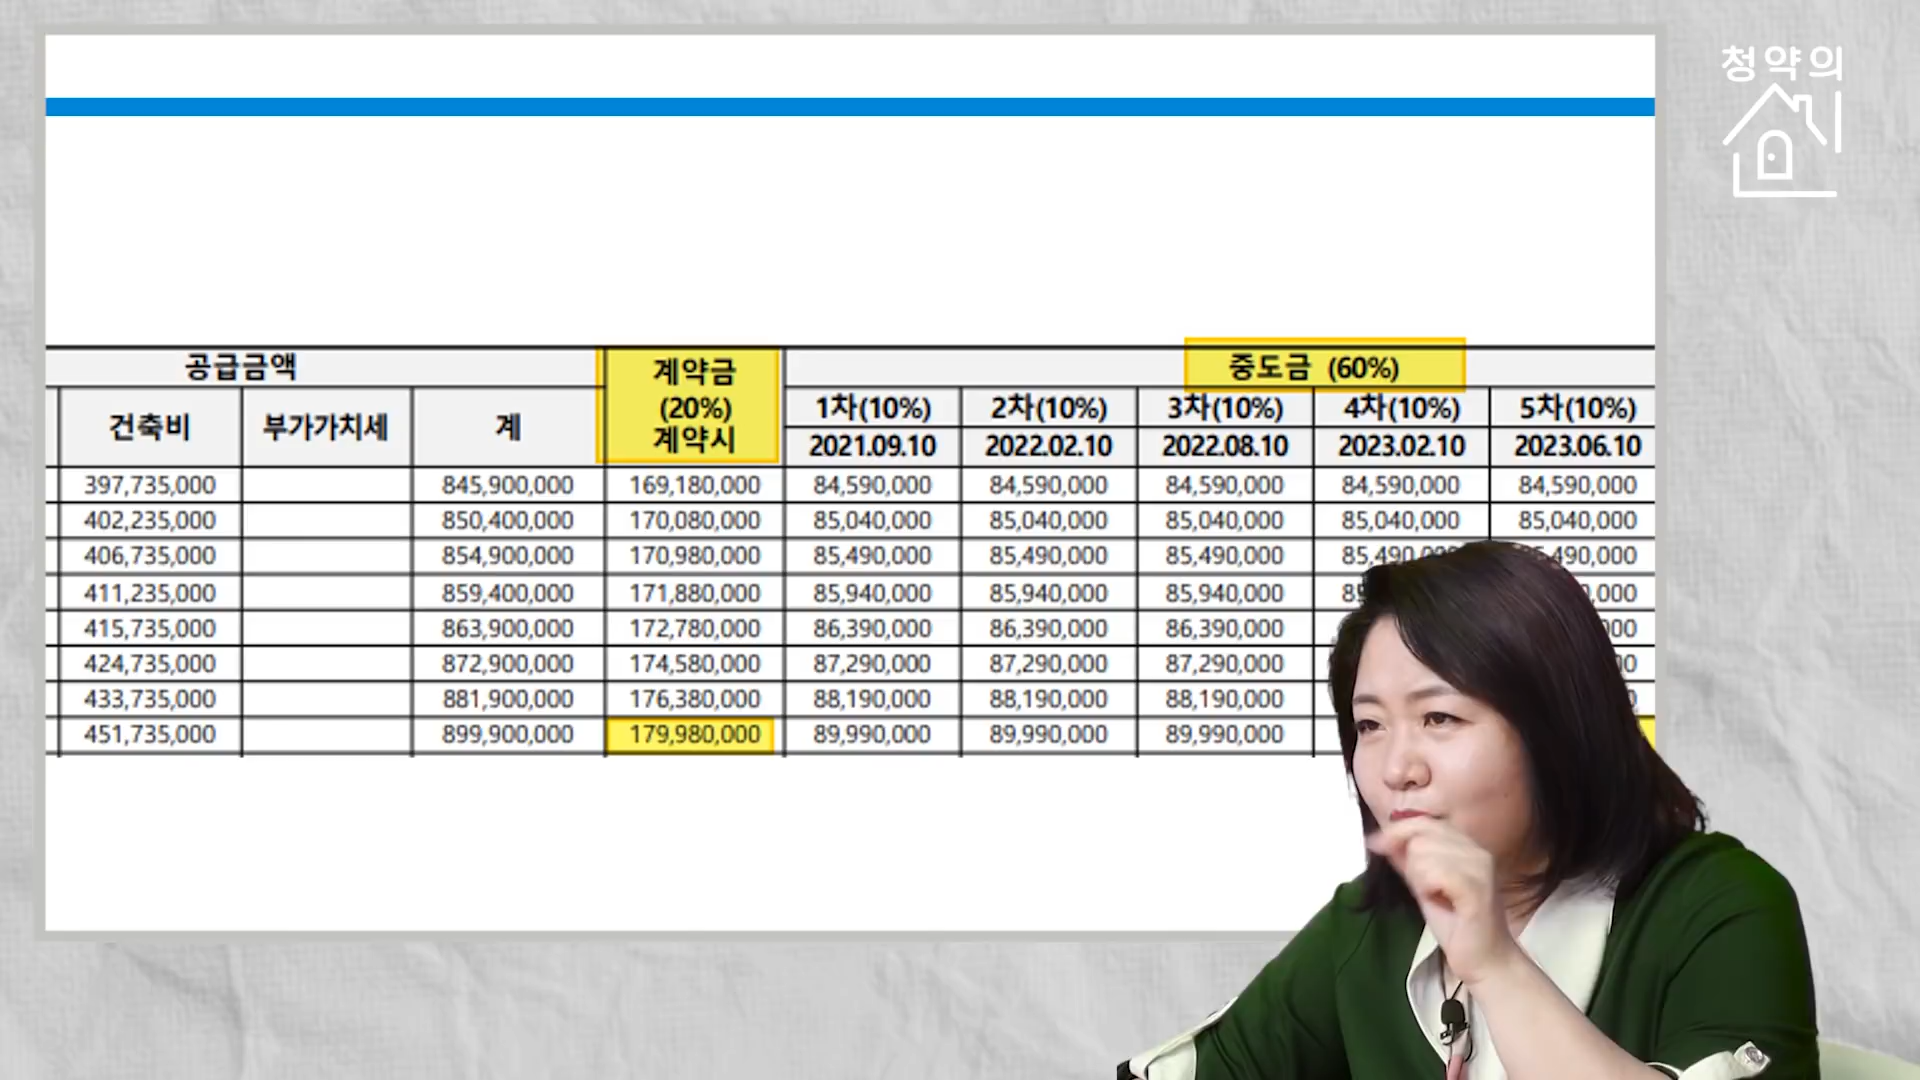 청약의 시
공급금액 계약금 (20%) 계약시 중도금 (60%)
건축비 부가가치세 계 1차(10%) 2차(10%) 3차(10%) 4차(10%) 5차(10%)
2021.09.10 2022.02.10 2022.08.10 2023.02.10 2023.06.10
397,735,000 845,900,000 169,180,000 84,590,000 84,590,000 84,590,000 84,590,000 84,590,000
402,235,000 850,400,000 170,080,000 85,040,000 85,040,000 85,040,000 85,040,000 85,040,000
406,735,000 854,900,000 170,980,000 85,490,000 85,490,000 85,490,000
411,235,000 859,400,000 171,880,000 85,940,000 85,940,000 85,940,000
415,735,000 863,900,000 172,780,000 86,390,000 86,390,000 86,390,000
424,735,000 872,900,000 174,580,000 87,290,000 87,290,000 87,290,000
433,735,000 881,900,000 176,380,000 88,190,000 88,190,000 88,190,000
451,735,000 899,900,000 179,980,000 89,990,000 89,990,000 89,990,000